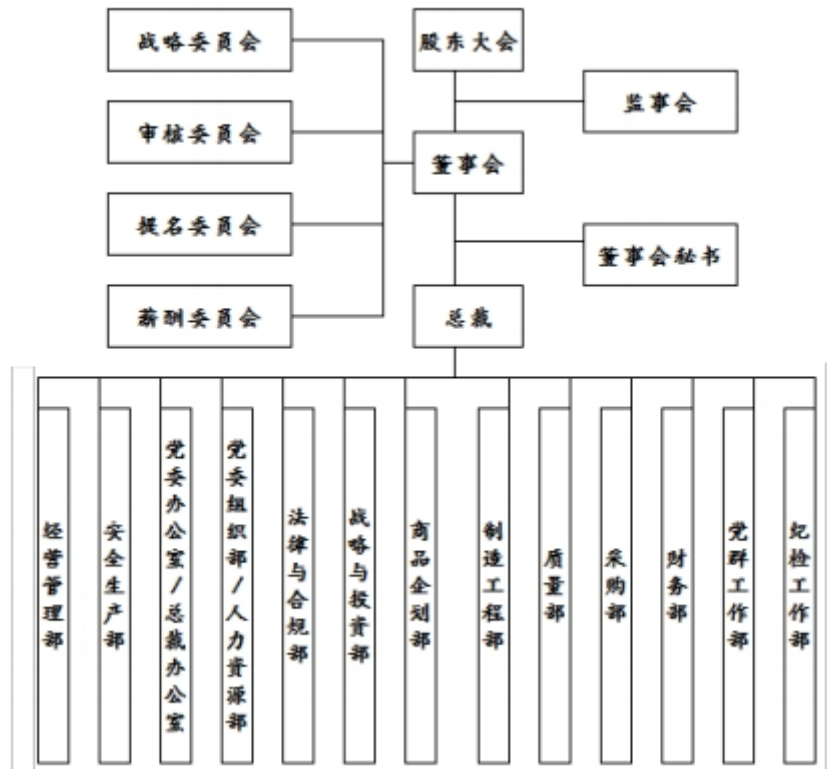 战略委员会
股东大会
监事会
审核委员会
董事会
提名委员会
董事会秘书
薪酬委员会
总裁
经营管理部
安全生产部
党委办公室/总裁办公室
党委组织部/人力资源部
法律与合规部
战略与投资部
商品企划部
制造工程部
质量部
采购部
财务部
党群工作部
纪检工作部